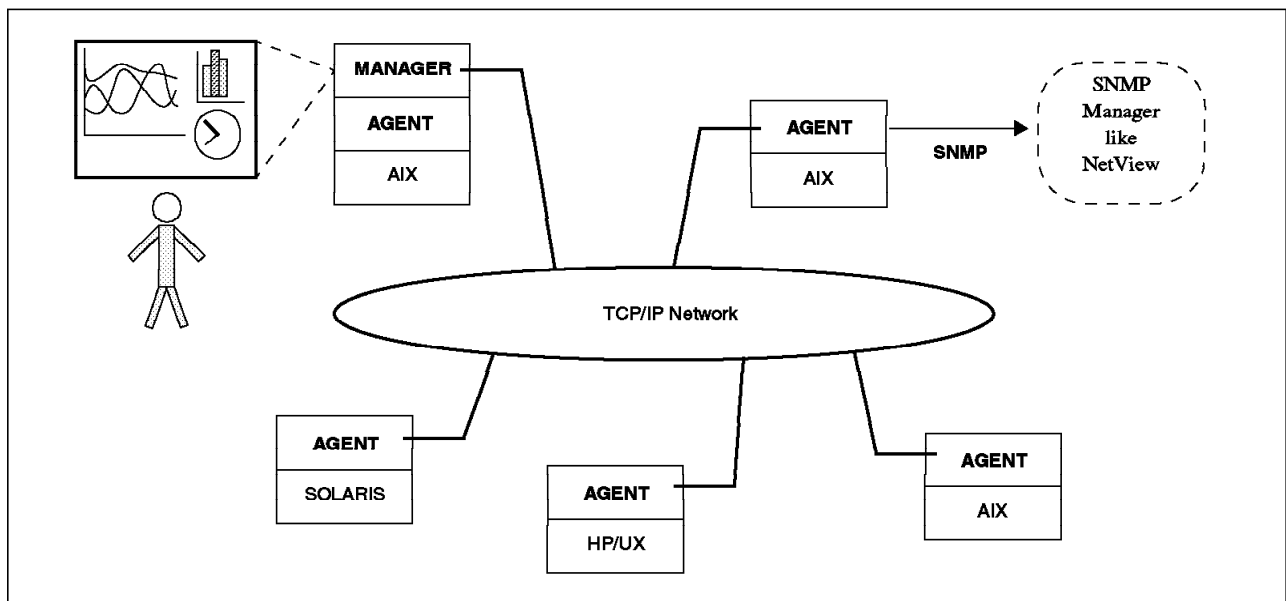 MANAGER
AGENT
AIX
AGENT
AIX
SNMP
SNMP
Manager
like
NetView
TCP/IP Network
AGENT
SOLARIS
AGENT
HP/UX
AGENT
AIX